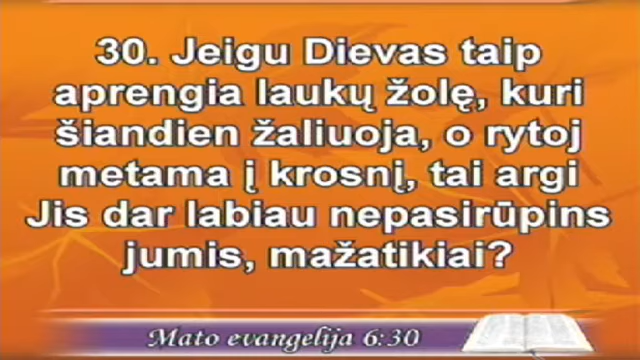 30. Jeigu Dievas taip
aprengia laukų žolę, kuri
šiandien žaliuoja, o rytoj
metama į krosnį, tai argi
Jis dar labiau nepasirūpins
jumis, mažatikiai?
Mato evangelija 6:30